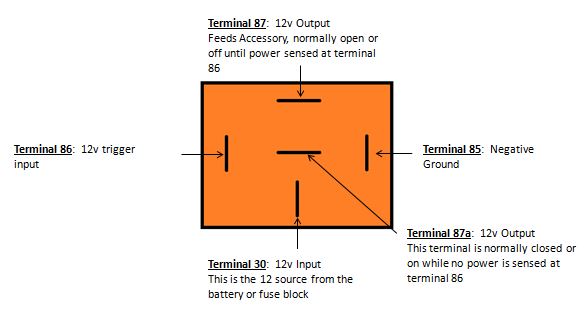 Terminal 87:  12v Output
Feeds Accessory, normally open or
off until power sensed at terminal
86
Terminal 86:  12v trigger
input
Terminal 85:  Negative
Ground
Terminal 87a:  12v Output
This terminal is normally closed or
on while no power is sensed at
terminal 86
Terminal 30:  12v Input
This is the 12 source from the
battery or fuse block